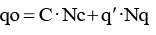 qo = C · Nc + q′ · Nq